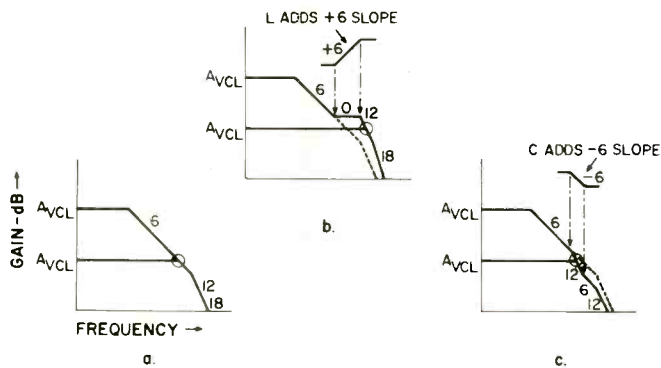 L ADDS +6 SLOPE
+6
AVCL
6
0
12
AVCL
18
b.
C ADDS -6 SLOPE
-6
GAIN-dB →
AVCL
6
AVCL
12
18
FREQUENCY →
a.
AVCL
6
AVCL
12
6
12
c.